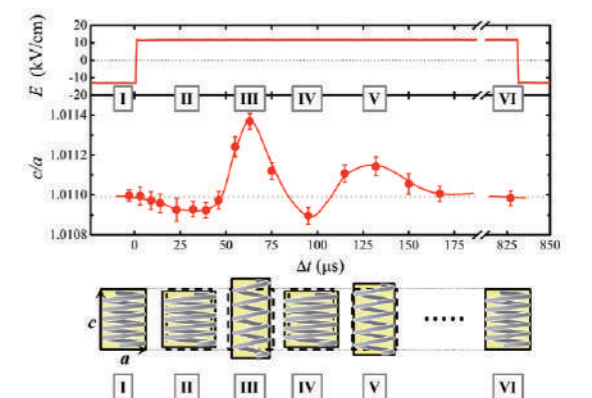 E (kV/cm)
20
10
0
-10
-20
I II III IV V VI
c/a
1.0114
1.0112
1.0110
1.0108
0 25 50 75 100 125 150 175 825 850
Δt (μs)
c
a
I II III IV V VI